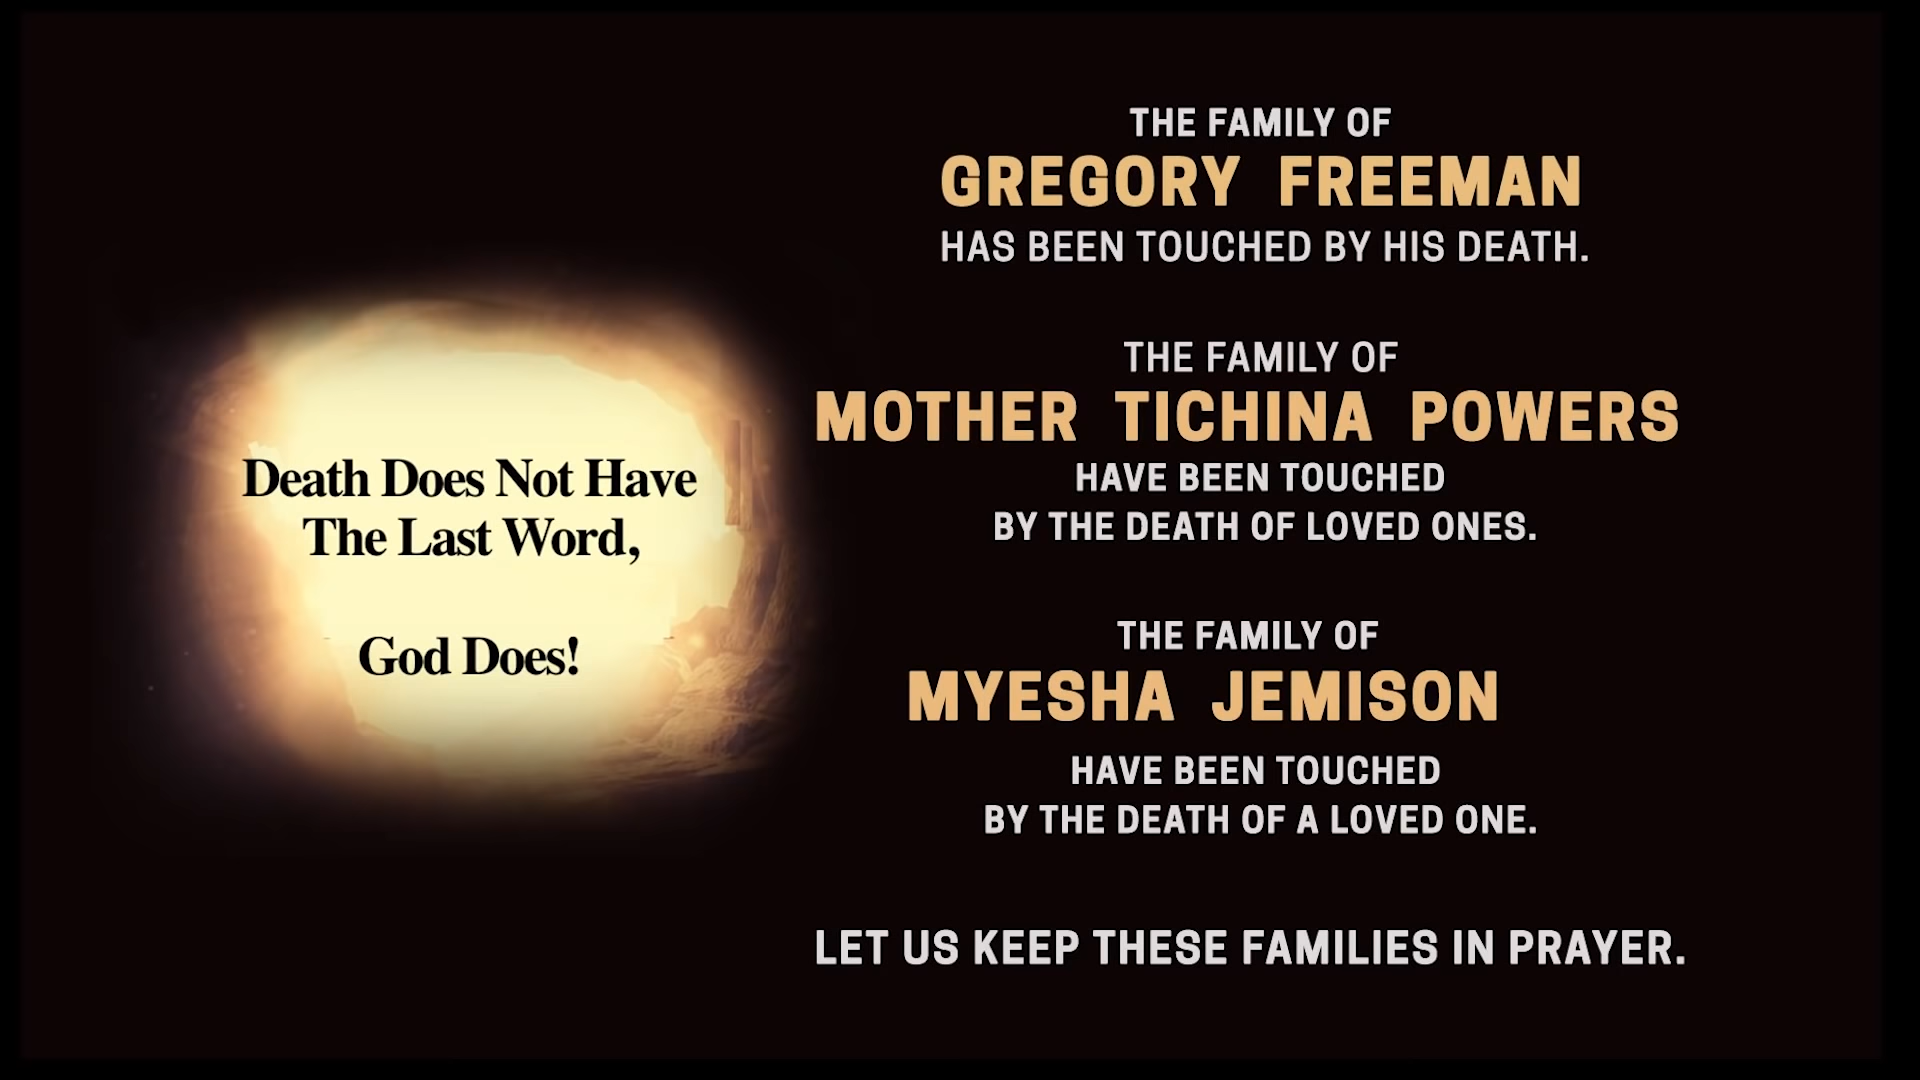 Death Does Not Have
The Last Word,
God Does!
THE FAMILY OF
GREGORY FREEMAN
HAS BEEN TOUCHED BY HIS DEATH.
THE FAMILY OF
MOTHER TICHINA POWERS
HAVE BEEN TOUCHED
BY THE DEATH OF LOVED ONES.
THE FAMILY OF
MYESHA JEMISON
HAVE BEEN TOUCHED
BY THE DEATH OF A LOVED ONE.
LET US KEEP THESE FAMILIES IN PRAYER.